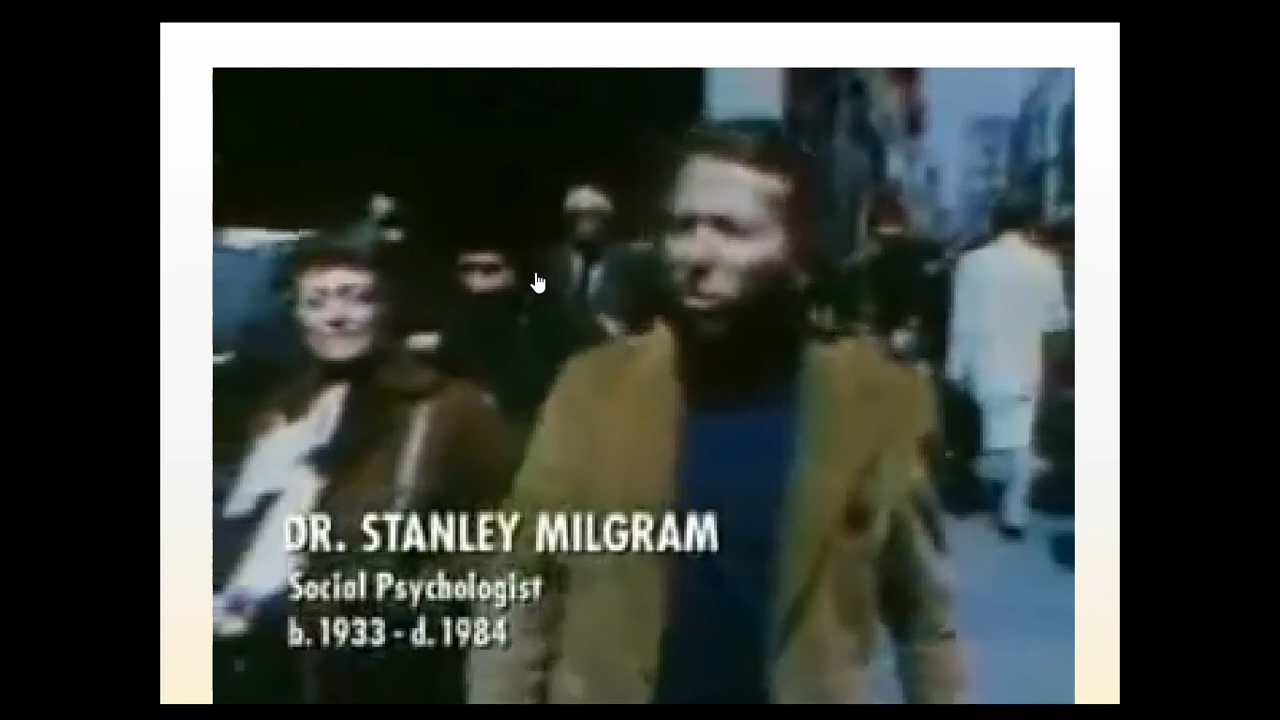 DR. STANLEY MILGRAM
Social Psychologist
b. 1933 - d. 1984